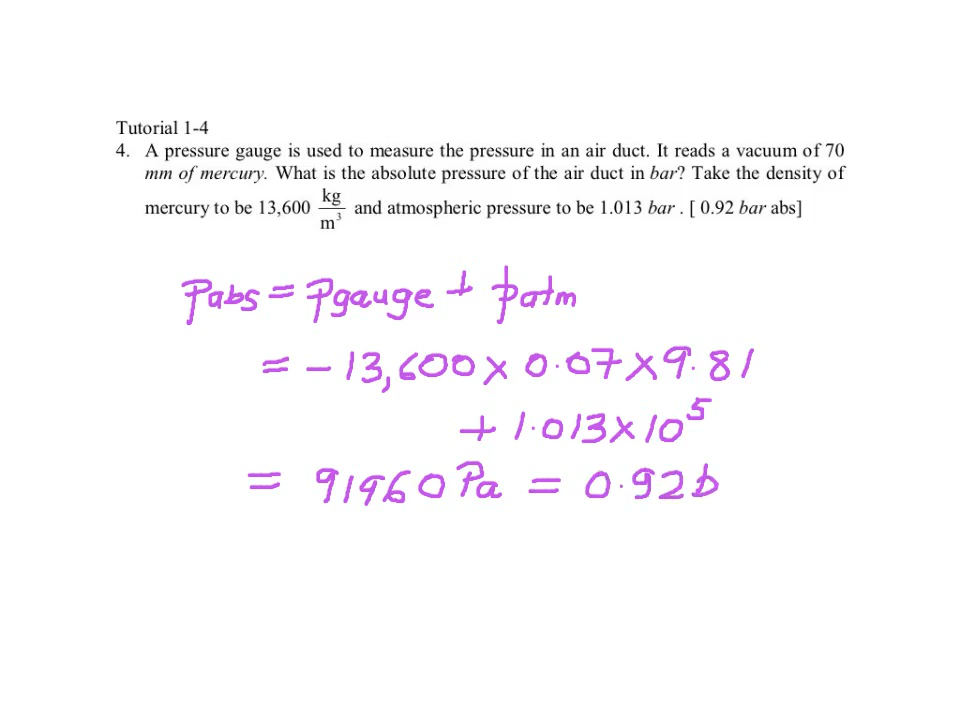 Tutorial 1-4
4. A pressure gauge is used to measure the pressure in an air duct. It reads a vacuum of 70
mm of mercury. What is the absolute pressure of the air duct in bar? Take the density of
mercury to be 13,600 kg/m³ and atmospheric pressure to be 1.013 bar . [ 0.92 bar abs]
Pabs = Pgauge + patm
= - 13,600 x 0.07 x 9.81
+ 1.013 x 10⁵
= 91960 Pa = 0.92 b